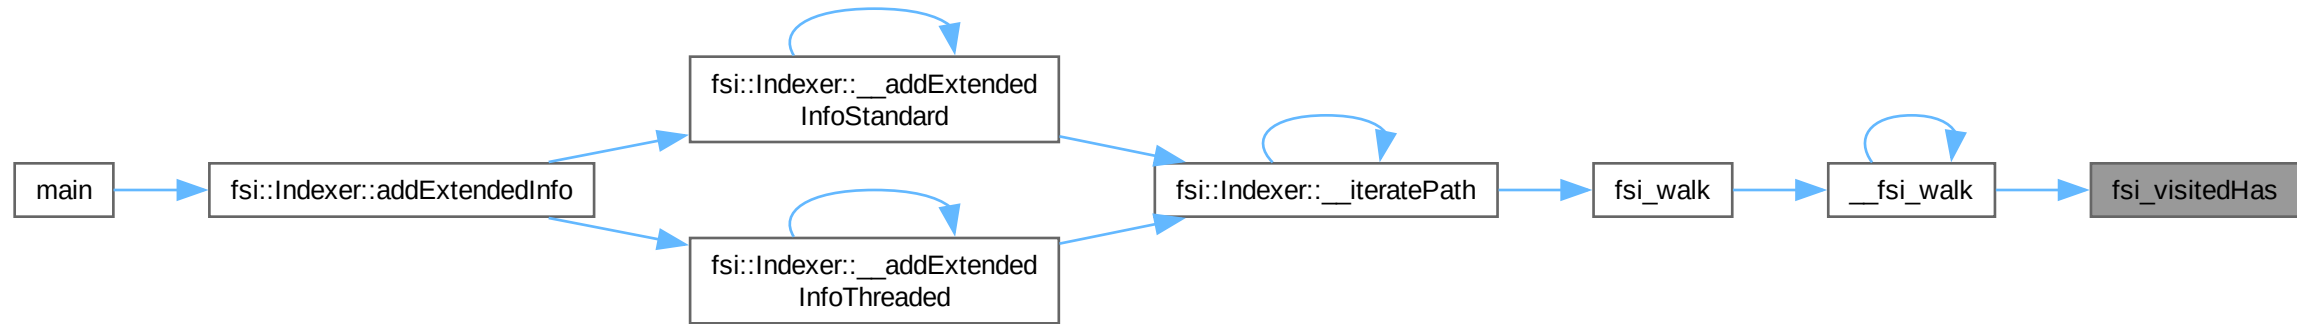 main
fsi::Indexer::addExtendedInfo
fsi::Indexer::__addExtended
InfoStandard
fsi::Indexer::__addExtended
InfoThreaded
fsi::Indexer::__iteratePath
fsi_walk
__fsi_walk
fsi_visitedHas